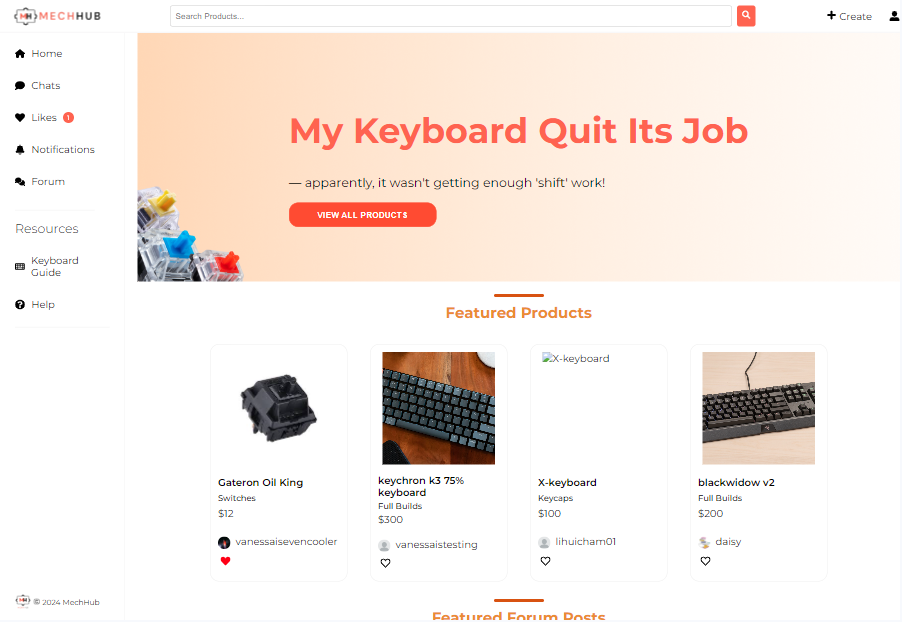 MECHHUB
Search Products...
Create
Home
Chats
Likes 1
Notifications
Forum
Resources
Keyboard
Guide
Help
© 2024 MechHub
My Keyboard Quit Its Job
— apparently, it wasn't getting enough 'shift' work!
VIEW ALL PRODUCTS
Featured Products
Gateron Oil King
Switches
$12
vanessaisevencooler
keychron k3 75%
keyboard
Full Builds
$300
vanessaistesting
X-keyboard
X-keyboard
Keycaps
$100
lihuicham01
blackwidow v2
Full Builds
$200
daisy
Featured Forum Posts